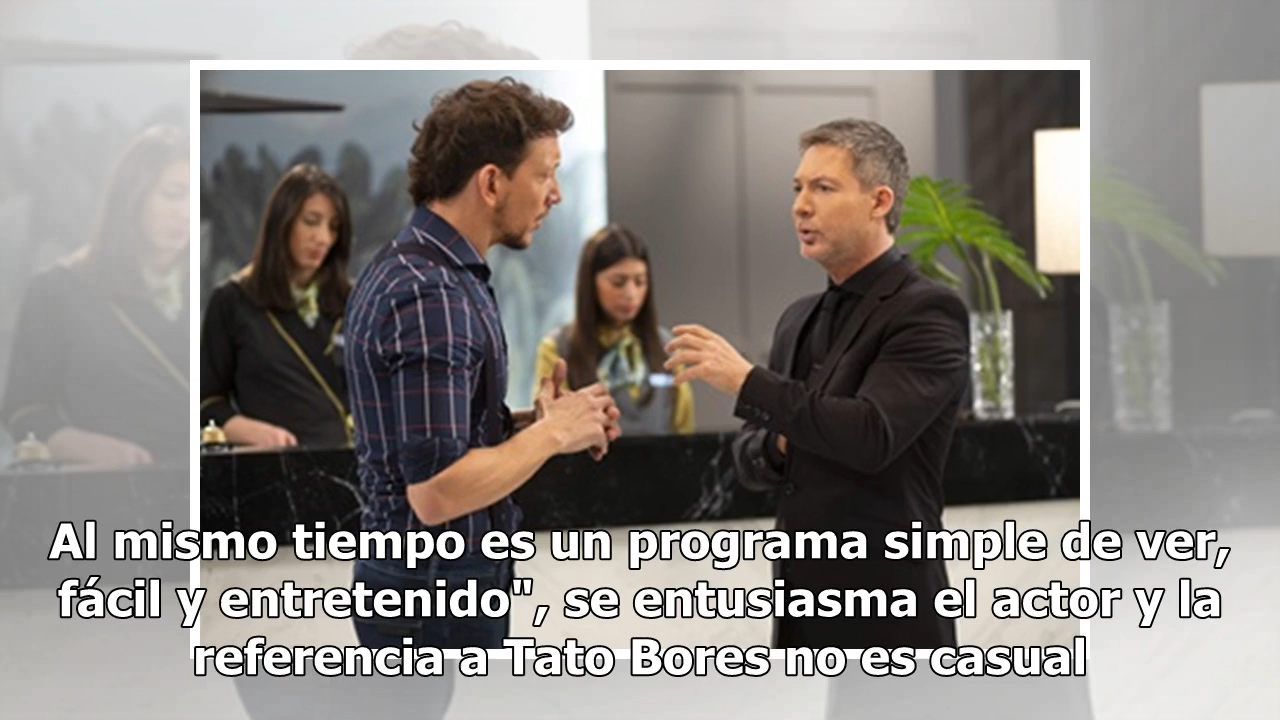 Al mismo tiempo es un programa simple de ver,
fácil y entretenido", se entusiasma el actor y la
referencia a Tato Bores no es casual